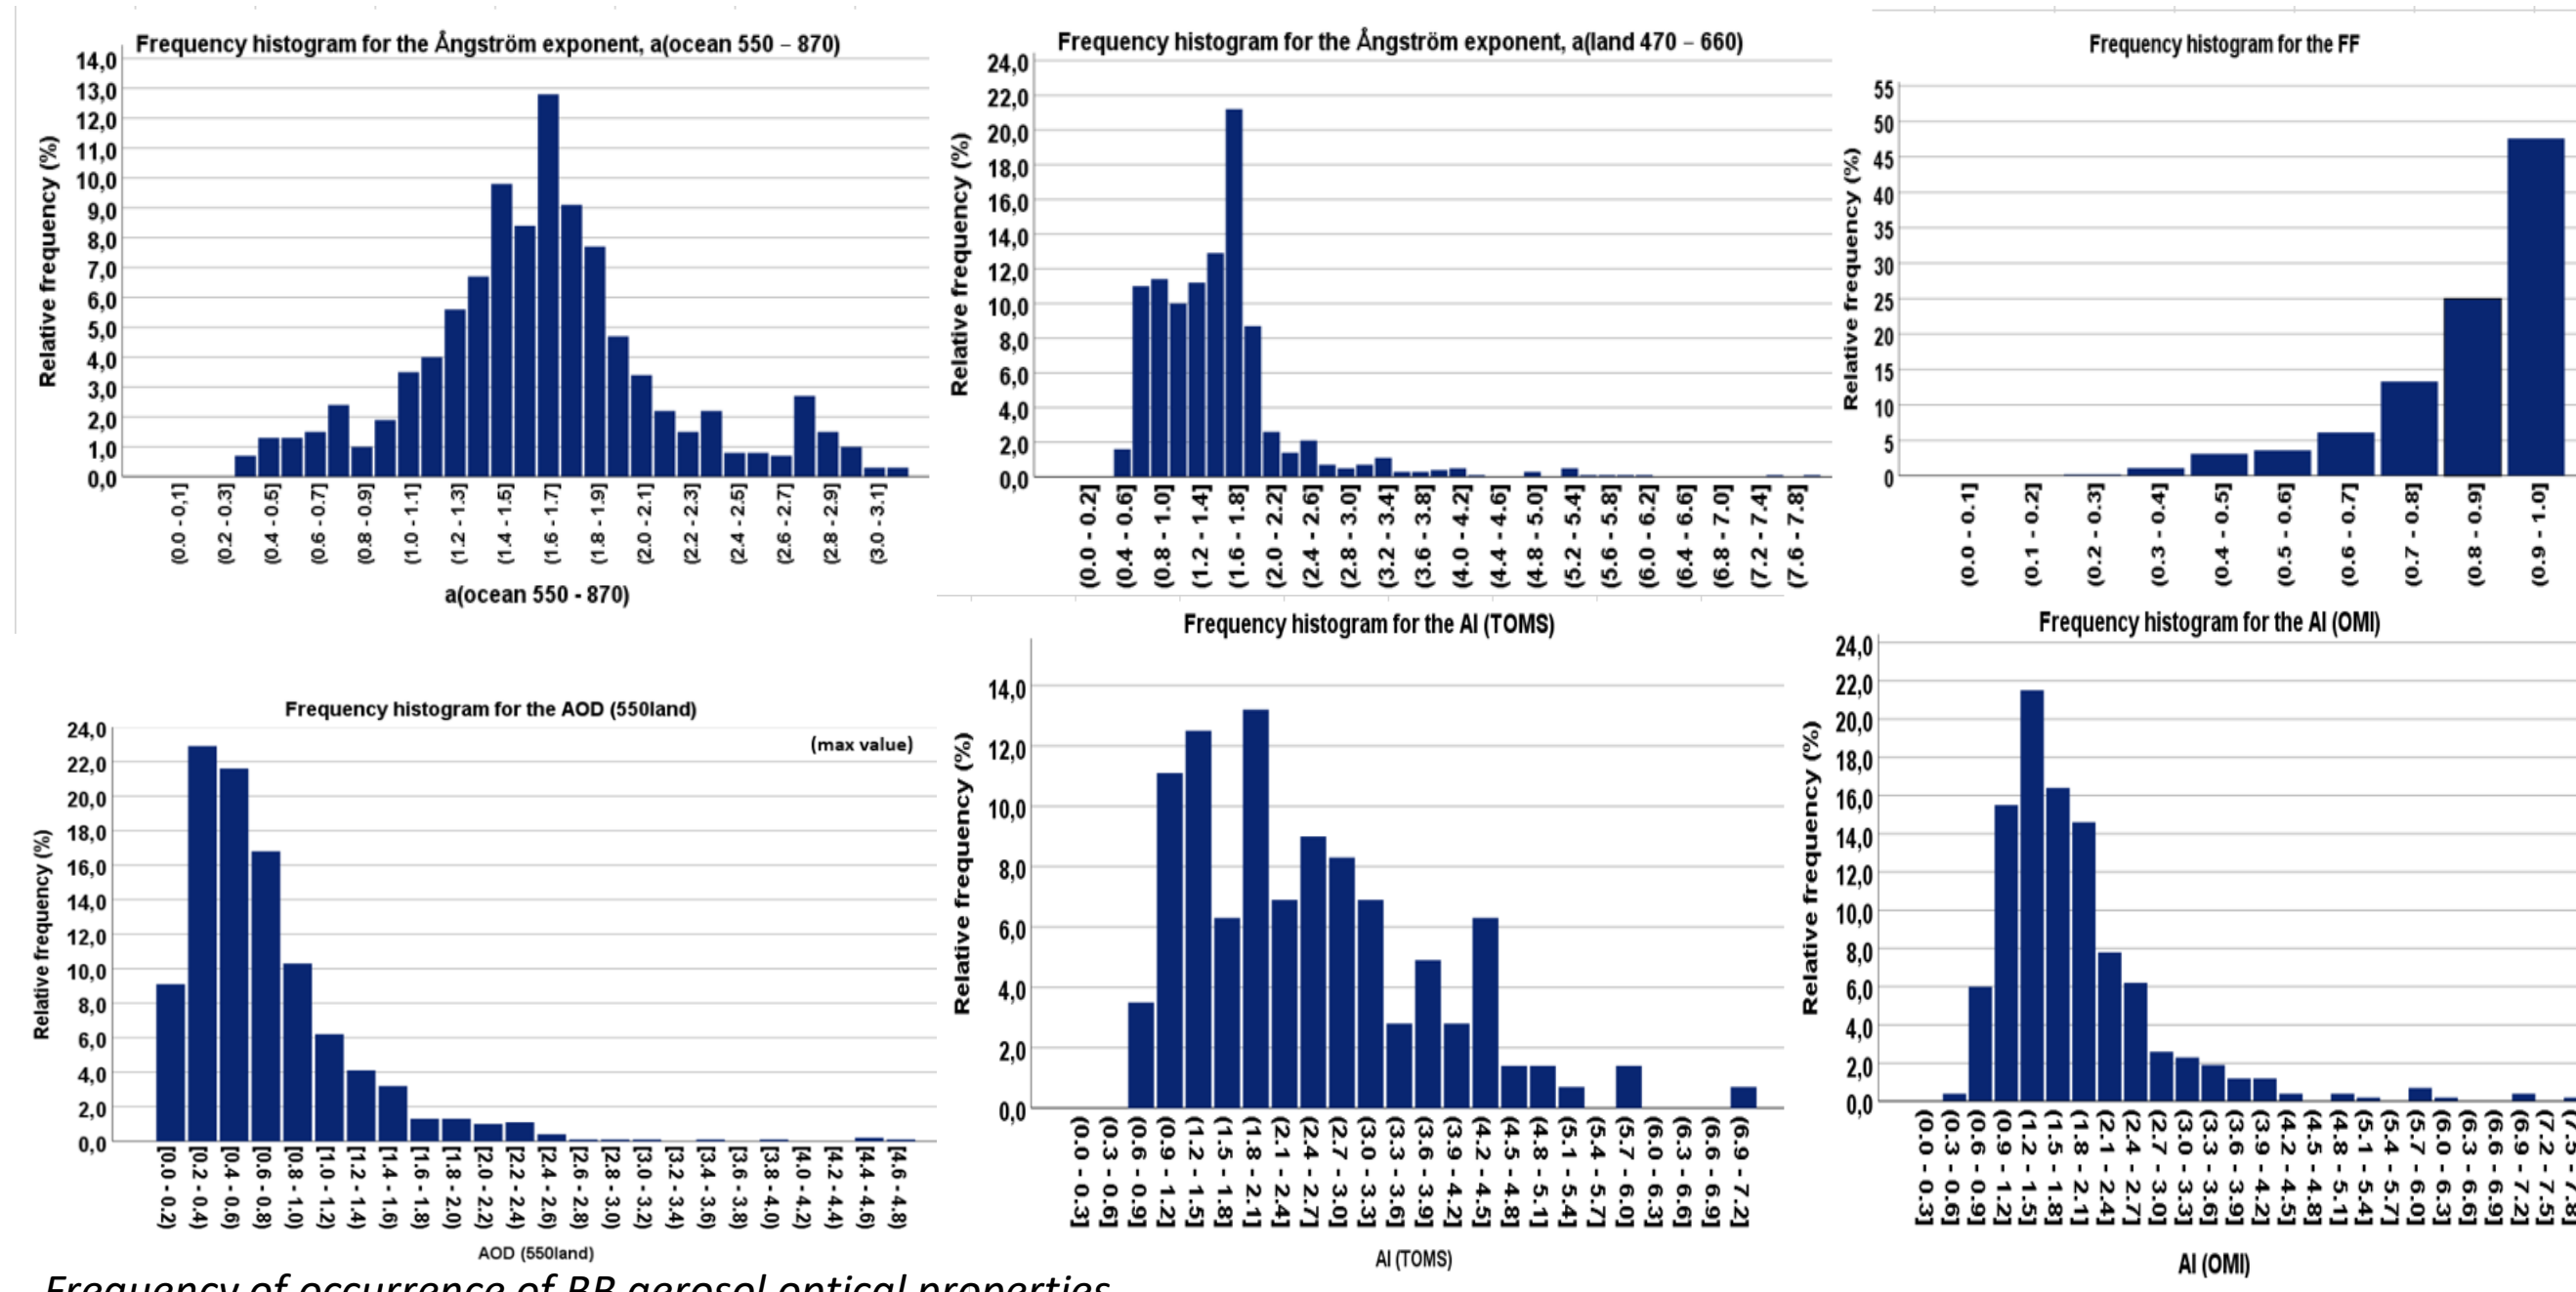 Frequency histogram for the Ångström exponent, a(ocean 550 – 870)
14,0
13,0
12,0
11,0
10,0
9,0
8,0
7,0
6,0
5,0
4,0
3,0
2,0
1,0
0,0
Relative frequency (%)
(0.0 - 0,1]
(0.2 - 0.3]
(0.4 - 0.5]
(0.6 - 0.7]
(0.8 - 0.9]
(1.0 - 1.1]
(1.2 - 1.3]
(1.4 - 1.5]
(1.6 - 1.7]
(1.8 - 1.9]
(2.0 - 2.1]
(2.2 - 2.3]
(2.4 - 2.5]
(2.6 - 2.7]
(2.8 - 2.9]
(3.0 - 3.1]
a(ocean 550 - 870)
Frequency histogram for the Ångström exponent, a(land 470 – 660)
24,0
22,0
20,0
18,0
16,0
14,0
12,0
10,0
8,0
6,0
4,0
2,0
0,0
Relative frequency (%)
(0.0 - 0.2]
(0.4 - 0.6]
(0.8 - 1.0]
(1.2 - 1.4]
(1.6 - 1.8]
(2.0 - 2.2]
(2.4 - 2.6]
(2.8 - 3.0]
(3.2 - 3.4]
(3.6 - 3.8]
(4.0 - 4.2]
(4.4 - 4.6]
(4.8 - 5.0]
(5.2 - 5.4]
(5.6 - 5.8]
(6.0 - 6.2]
(6.4 - 6.6]
(6.8 - 7.0]
(7.2 - 7.4]
(7.6 - 7.8]
Frequency histogram for the FF
55
50
45
40
35
30
25
20
15
10
5
0
Relative frequency (%)
(0.0 - 0.1]
(0.1 - 0.2]
(0.2 - 0.3]
(0.3 - 0.4]
(0.4 - 0.5]
(0.5 - 0.6]
(0.6 - 0.7]
(0.7 - 0.8]
(0.8 - 0.9]
(0.9 - 1.0]
Frequency histogram for the AOD (550land)
(max value)
24,0
22,0
20,0
18,0
16,0
14,0
12,0
10,0
8,0
6,0
4,0
2,0
0,0
Relative frequency (%)
[0.0 - 0.2)
[0.2 - 0.4)
[0.4 - 0.6)
[0.6 - 0.8)
[0.8 - 1.0)
[1.0 - 1.2)
[1.2 - 1.4)
[1.4 - 1.6)
[1.6 - 1.8)
[1.8 - 2.0)
[2.0 - 2.2)
[2.2 - 2.4)
[2.4 - 2.6)
[2.6 - 2.8)
[2.8 - 3.0)
[3.0 - 3.2)
[3.2 - 3.4)
[3.4 - 3.6)
[3.6 - 3.8)
[3.8 - 4.0)
[4.0 - 4.2)
[4.2 - 4.4)
[4.4 - 4.6)
[4.6 - 4.8)
AOD (550land)
Frequency histogram for the AI (TOMS)
14,0
12,0
10,0
8,0
6,0
4,0
2,0
0,0
Relative frequency (%)
(0.0 - 0.3]
(0.3 - 0.6]
(0.6 - 0.9]
(0.9 - 1.2]
(1.2 - 1.5]
(1.5 - 1.8]
(1.8 - 2.1]
(2.1 - 2.4]
(2.4 - 2.7]
(2.7 - 3.0]
(3.0 - 3.3]
(3.3 - 3.6]
(3.6 - 3.9]
(3.9 - 4.2]
(4.2 - 4.5]
(4.5 - 4.8]
(4.8 - 5.1]
(5.1 - 5.4]
(5.4 - 5.7]
(5.7 - 6.0]
(6.0 - 6.3]
(6.3 - 6.6]
(6.6 - 6.9]
(6.9 - 7.2]
AI (TOMS)
Frequency histogram for the AI (OMI)
24,0
22,0
20,0
18,0
16,0
14,0
12,0
10,0
8,0
6,0
4,0
2,0
0,0
Relative frequency (%)
(0.0 - 0.3]
(0.3 - 0.6]
(0.6 - 0.9]
(0.9 - 1.2]
(1.2 - 1.5]
(1.5 - 1.8]
(1.8 - 2.1]
(2.1 - 2.4]
(2.4 - 2.7]
(2.7 - 3.0]
(3.0 - 3.3]
(3.3 - 3.6]
(3.6 - 3.9]
(3.9 - 4.2]
(4.2 - 4.5]
(4.5 - 4.8]
(4.8 - 5.1]
(5.1 - 5.4]
(5.4 - 5.7]
(5.7 - 6.0]
(6.0 - 6.3]
(6.3 - 6.6]
(6.6 - 6.9]
(6.9 - 7.2]
(7.2 - 7.5]
AI (OMI)
Frequency of occurrence of BB aerosol optical properties